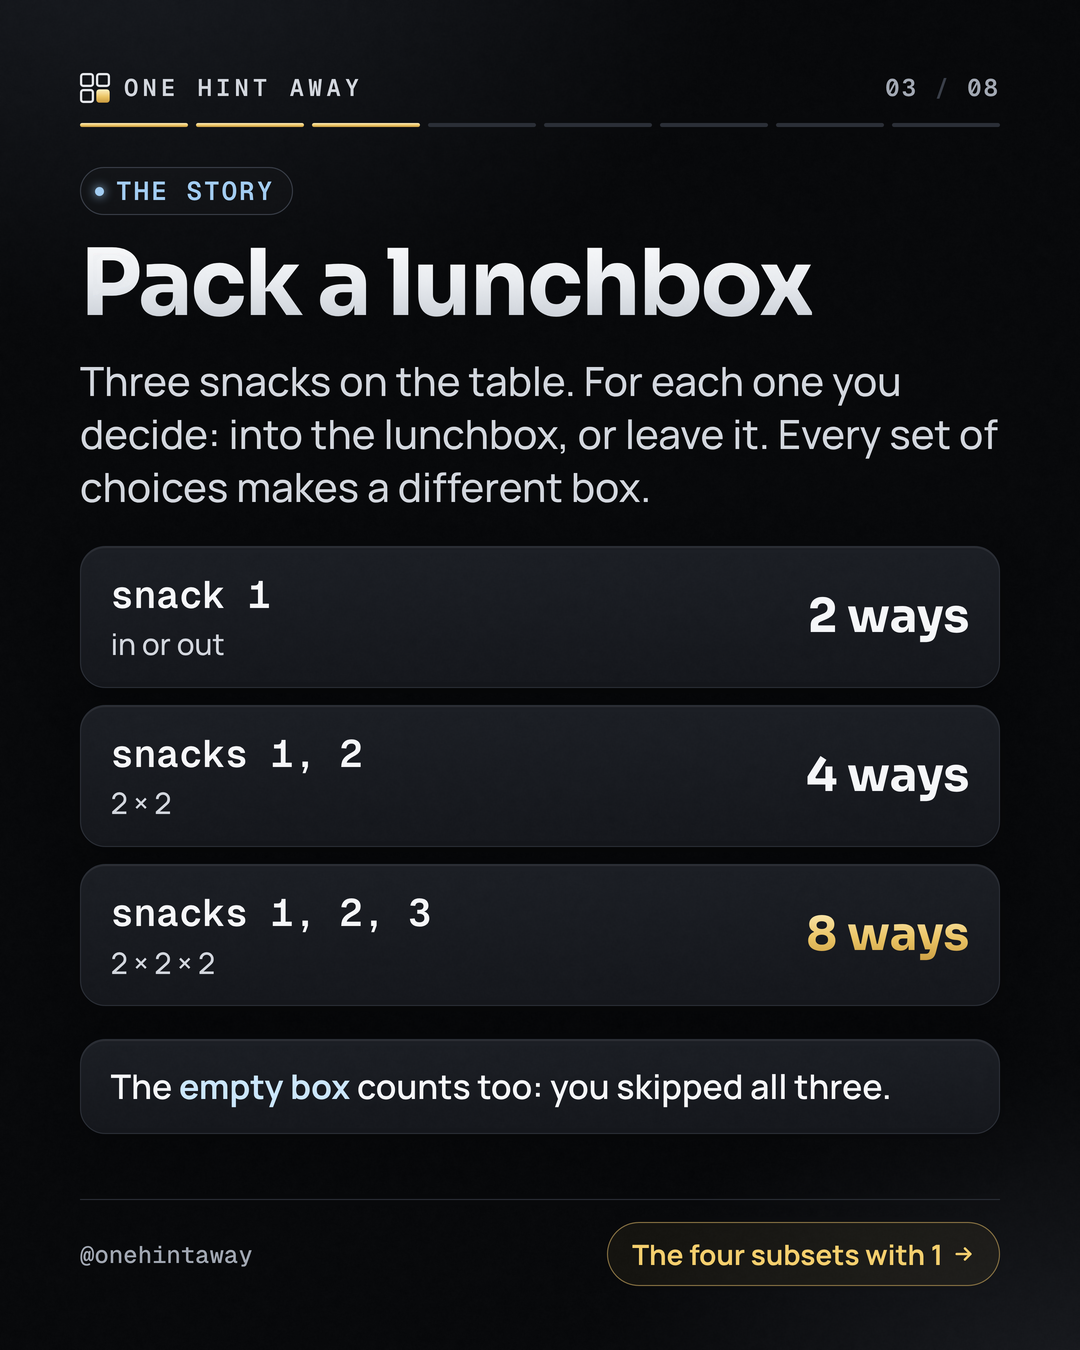 ONE HINT AWAY
03 / 08
THE STORY
Pack a lunchbox
Three snacks on the table. For each one you
decide: into the lunchbox, or leave it. Every set of
choices makes a different box.
snack 1
in or out
2 ways
snacks 1, 2
2 × 2
4 ways
snacks 1, 2, 3
2 × 2 × 2
8 ways
The empty box counts too: you skipped all three.
@onehintaway
The four subsets with 1 →